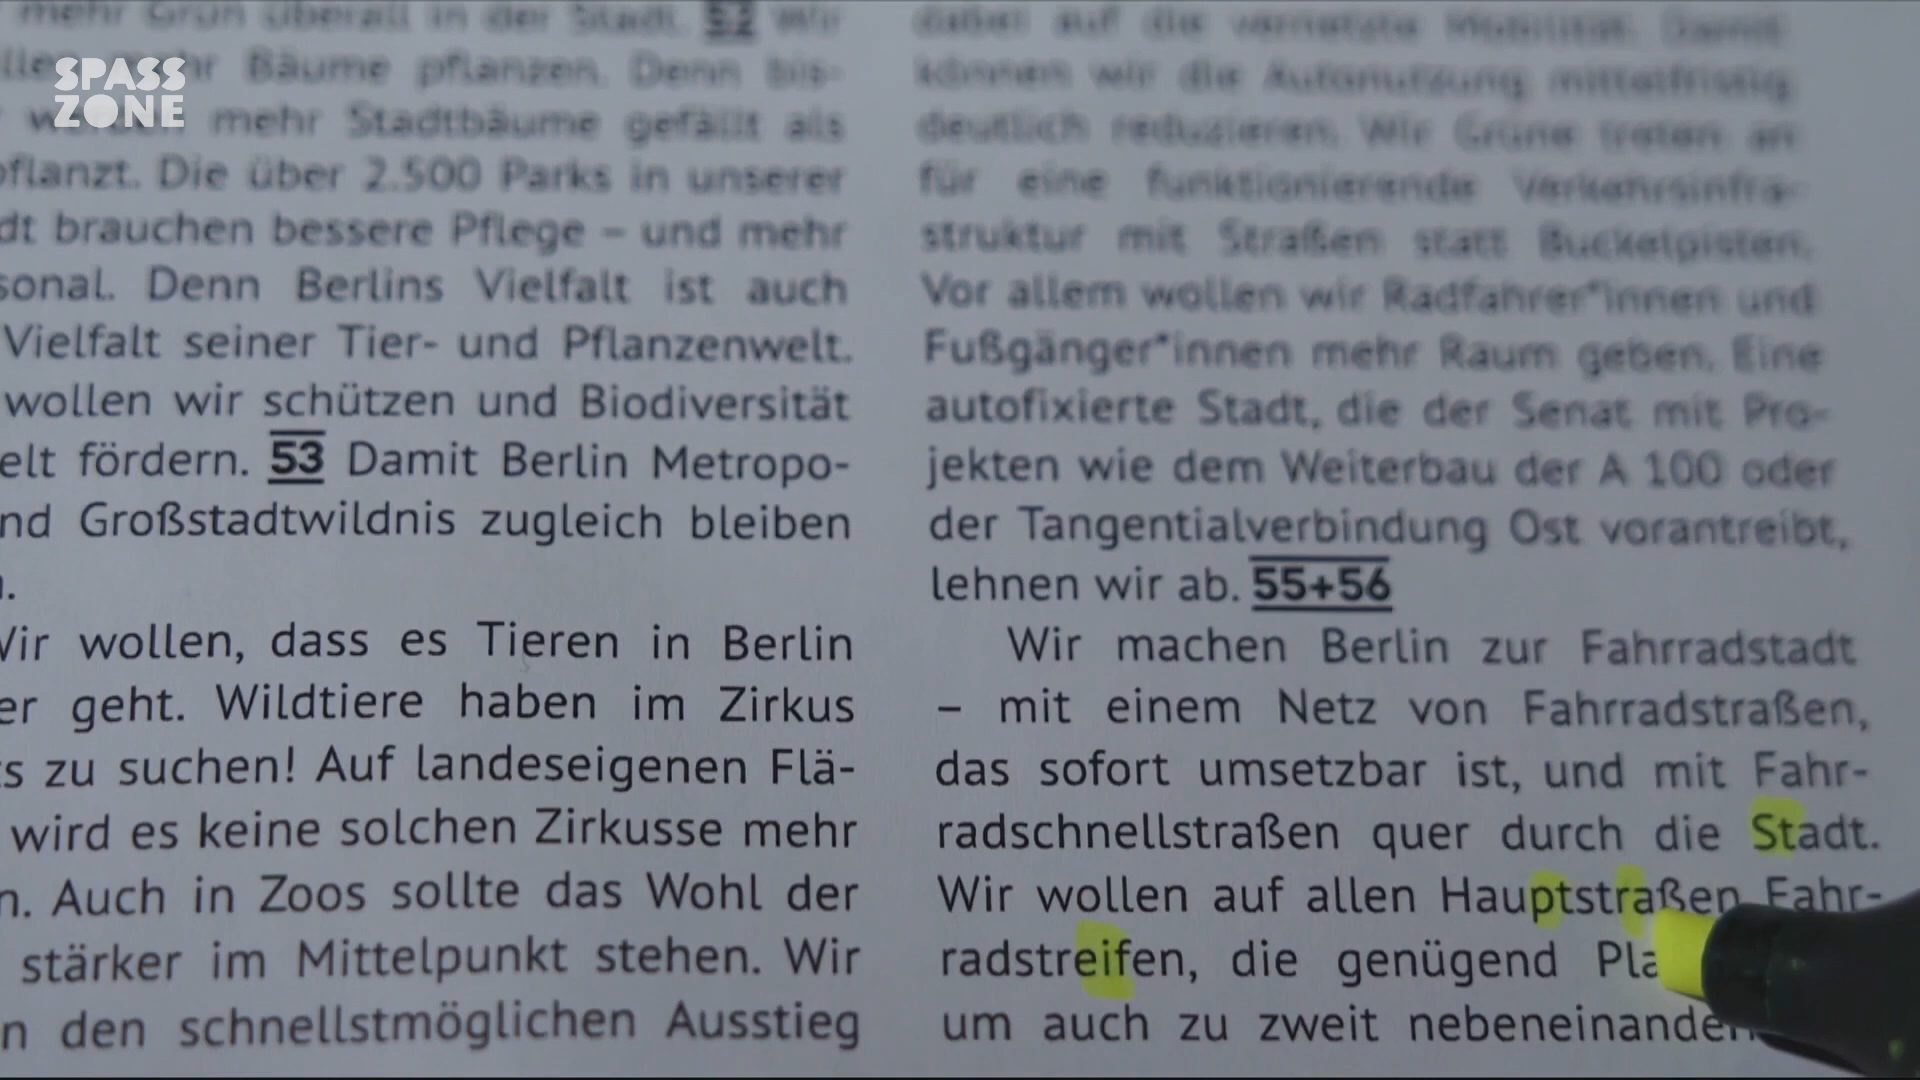 SPASS
ZONE
mehr Grün überall in der Stadt. 52 Wir
mehr Bäume pflanzen. Denn bis-
mehr Stadtbäume gefällt als
pflanzt. Die über 2.500 Parks in unserer
dt brauchen bessere Pflege – und mehr
sonal. Denn Berlins Vielfalt ist auch
Vielfalt seiner Tier- und Pflanzenwelt.
wollen wir schützen und Biodiversität
elt fördern. 53 Damit Berlin Metropo-
nd Großstadtwildnis zugleich bleiben
.
Wir wollen, dass es Tieren in Berlin
er geht. Wildtiere haben im Zirkus
s zu suchen! Auf landeseigenen Flä-
wird es keine solchen Zirkusse mehr
n. Auch in Zoos sollte das Wohl der
stärker im Mittelpunkt stehen. Wir
n den schnellstmöglichen Ausstieg
dabei auf die vernetzte Mobilität. Damit
können wir die Autonutzung mittelfristig
deutlich reduzieren. Wir Grüne treten an
für eine funktionierende Verkehrsinfra-
struktur mit Straßen statt Buckelpisten.
Vor allem wollen wir Radfahrer*innen und
Fußgänger*innen mehr Raum geben. Eine
autofixierte Stadt, die der Senat mit Pro-
jekten wie dem Weiterbau der A 100 oder
der Tangentialverbindung Ost vorantreibt,
lehnen wir ab. 55+56
Wir machen Berlin zur Fahrradstadt
– mit einem Netz von Fahrradstraßen,
das sofort umsetzbar ist, und mit Fahr-
radschnellstraßen quer durch die Stadt.
Wir wollen auf allen Hauptstraßen Fahr-
radstreifen, die genügend Pla
um auch zu zweit nebeneinander